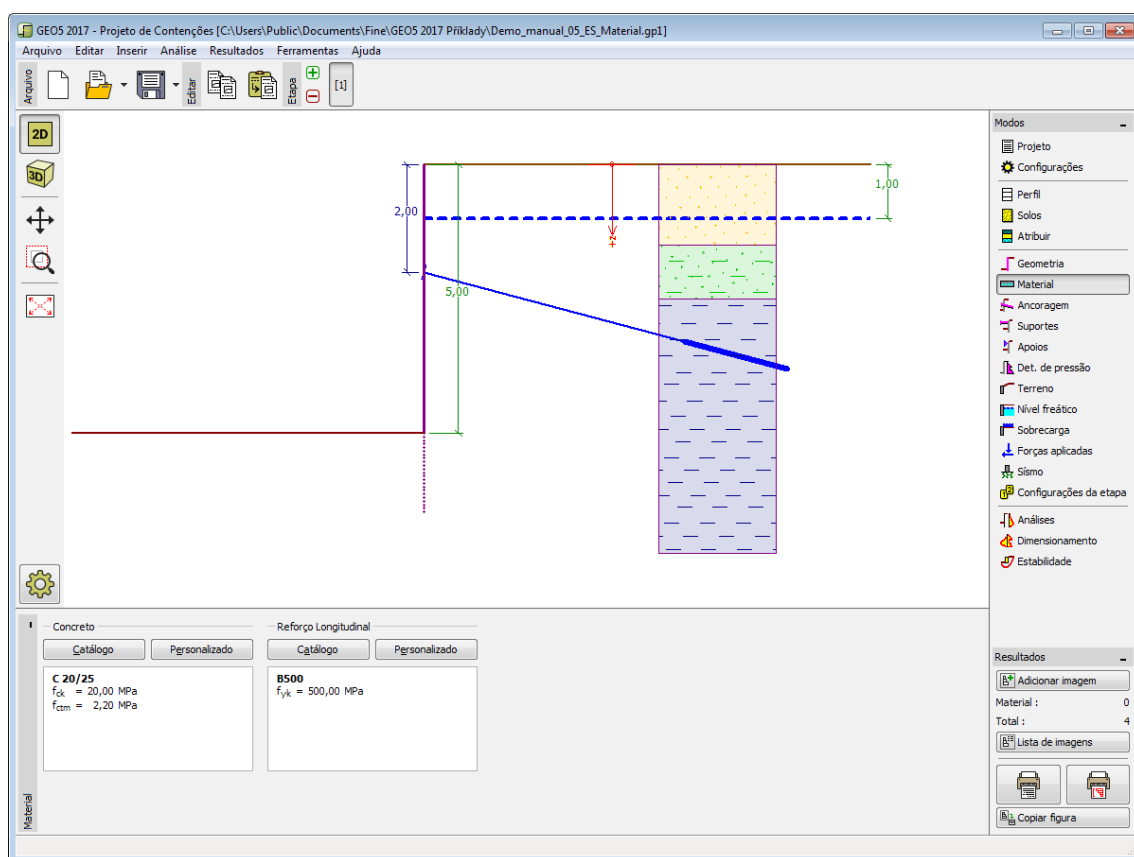 GEO5 2017 - Projeto de Contenções [C:\Users\Public\Documents\Fine\GEO5 2017 Příklady\Demo_manual_05_ES_Material.gp1]
Arquivo Editar Inserir Análise Resultados Ferramentas Ajuda
Arquivo
Editar
Etapa
[1]
2D
3D
2,00
5,00
1,00
+z
Modos
Projeto
Configurações
Perfil
Solos
Atribuir
Geometria
Material
Ancoragem
Suportes
Apoios
Det. de pressão
Terreno
Nível freático
Sobrecarga
Forças aplicadas
Sísmo
Configurações da etapa
Análises
Dimensionamento
Estabilidade
Resultados
Adicionar imagem
Material : 0
Total : 4
Lista de imagens
Copiar figura
Material
Concreto
Catálogo Personalizado
C 20/25
fck = 20,00 MPa
fctm = 2,20 MPa
Reforço Longitudinal
Catálogo Personalizado
B500
fyk = 500,00 MPa